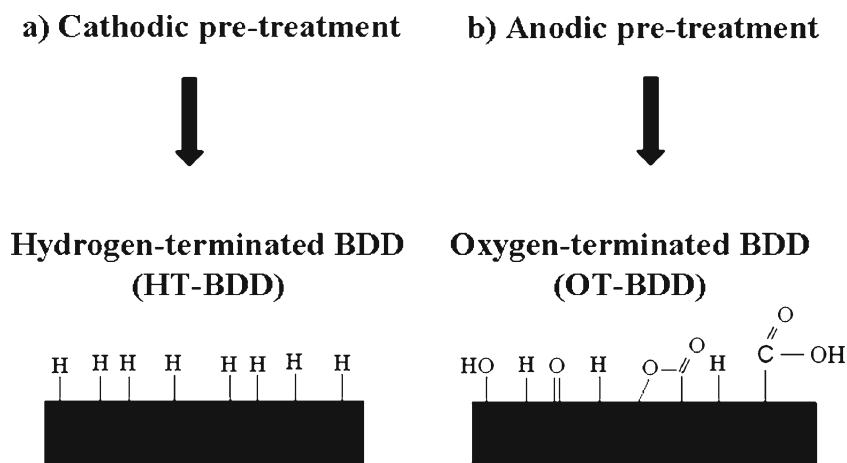 a) Cathodic pre-treatment
Hydrogen-terminated BDD
(HT-BDD)
H H H H H H H H
b) Anodic pre-treatment
Oxygen-terminated BDD
(OT-BDD)
O
O C OH
HO H O H O H